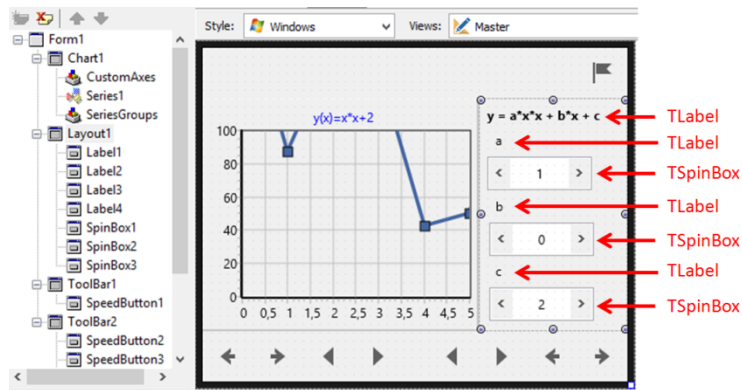 Style: Windows Views: Master
Form1
Chart1
CustomAxes
Series1
SeriesGroups
Layout1
Label1
Label2
Label3
Label4
SpinBox1
SpinBox2
SpinBox3
ToolBar1
SpeedButton1
ToolBar2
SpeedButton2
SpeedButton3
y(x)=x*x+2
100
80
60
40
20
0
0 0,5 1 1,5 2 2,5 3 3,5 4 4,5 5
y = a*x*x + b*x + c TLabel
a TLabel
1 TSpinBox
b TLabel
0 TSpinBox
c TLabel
2 TSpinBox